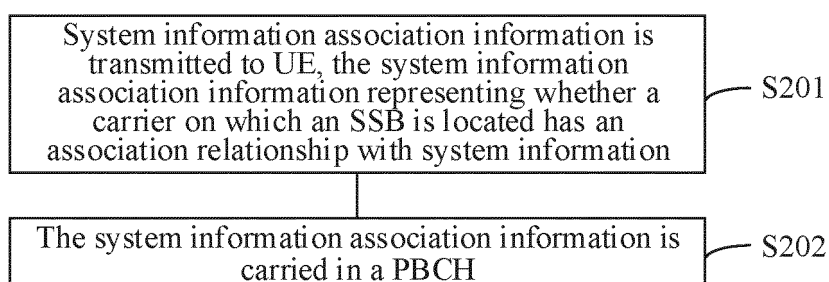 System information association information is
transmitted to UE, the system information
association information representing whether a
carrier on which an SSB is located has an
association relationship with system information
S201
The system information association information is
carried in a PBCH
S202